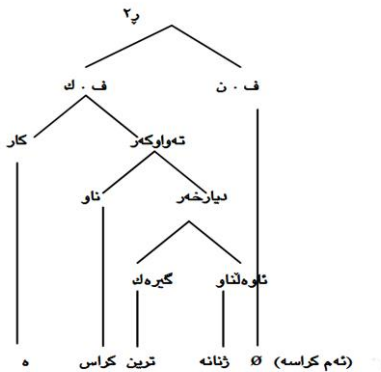 ڕ٢
ف . ن ف . ك
تەواوكەر كار
دیارخەر ناو
ئاوەڵناو گیرەك
(ئەم كراسە) Ø ژنانە ترین كراس ە